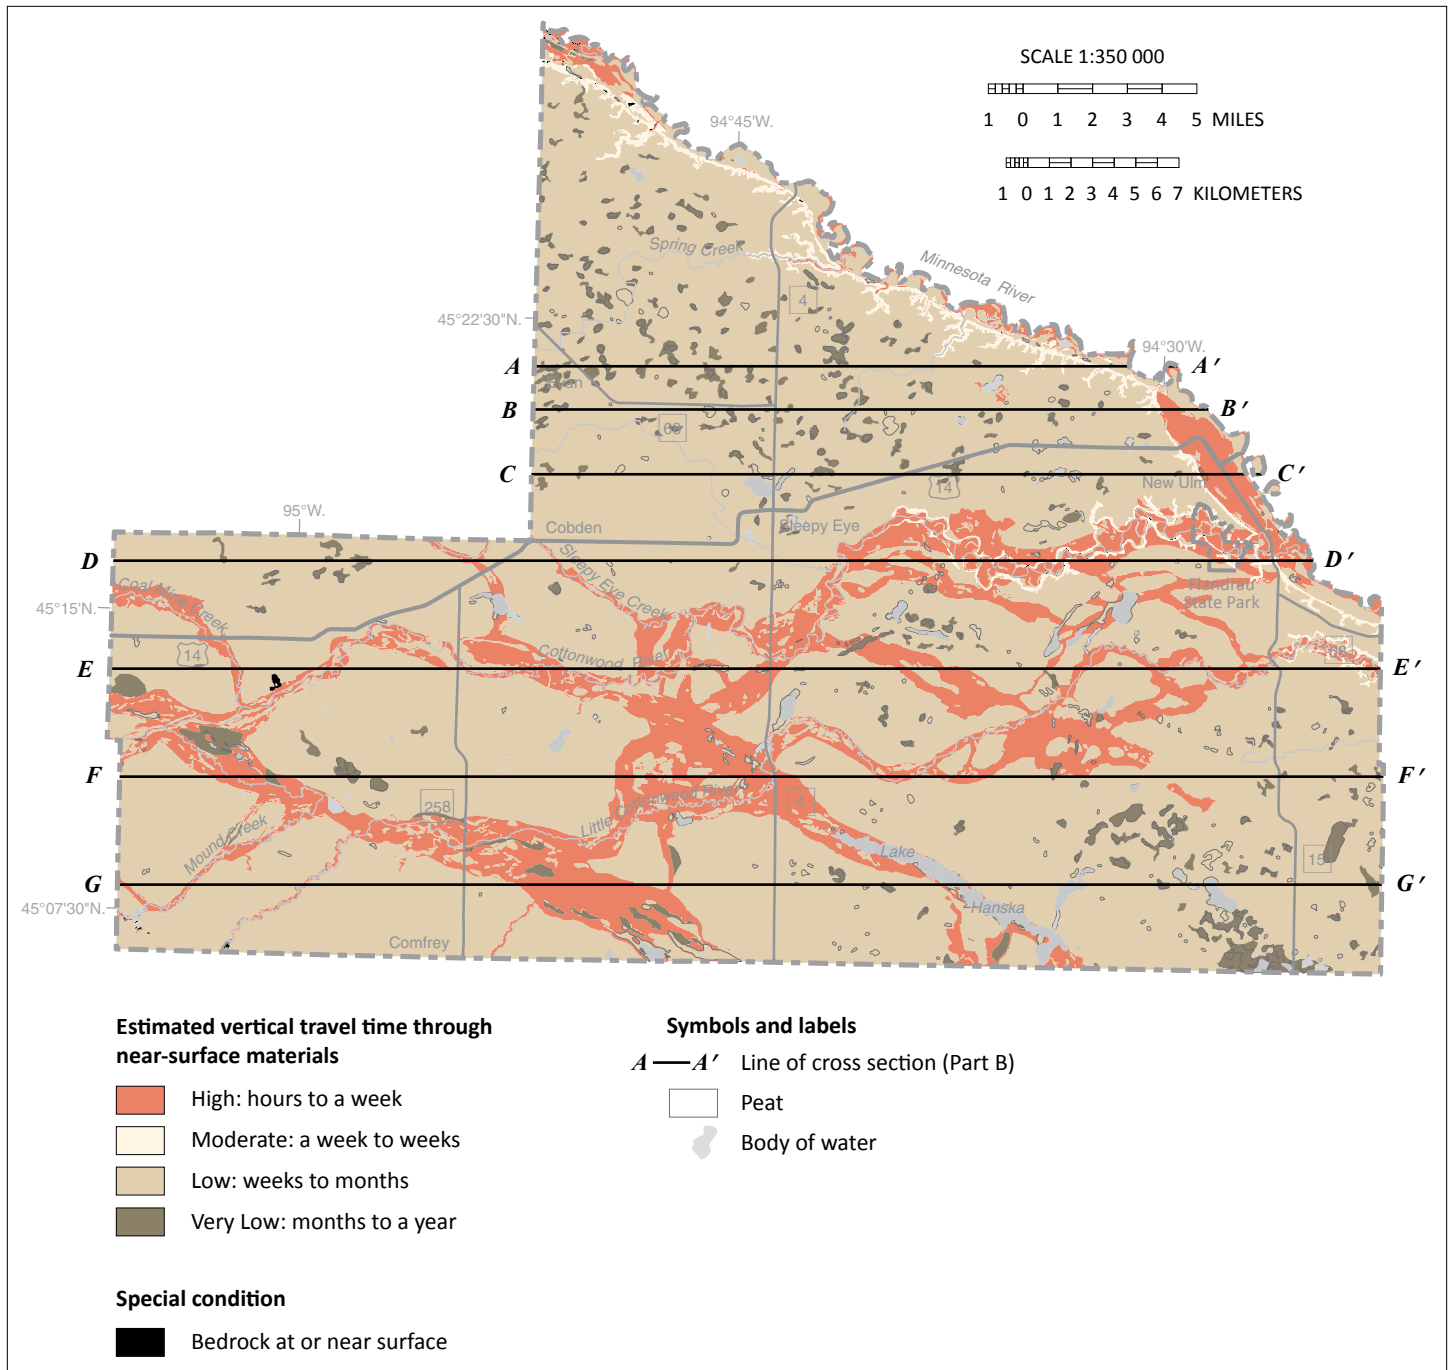 SCALE 1:350 000
1 0 1 2 3 4 5 MILES
1 0 1 2 3 4 5 6 7 KILOMETERS
94°45'W.
Spring Creek
Minnesota River
4
45°22'30"N.
94°30'W.
A A′
Evan
B B′
68
C C′
14
New Ulm
95°W.
Cobden
Sleepy Eye
D D′
Sleepy Eye Creek
Coal Mine Creek
Flandrau
State Park
45°15'N.
14
Cottonwood River
68
E E′
F F′
258
Little Cottonwood River
4
Mound Creek
Lake
15
G G′
45°07'30"N.
Hanska
Comfrey
Estimated vertical travel time through
near-surface materials
High: hours to a week
Moderate: a week to weeks
Low: weeks to months
Very Low: months to a year
Special condition
Bedrock at or near surface
Symbols and labels
A — A′ Line of cross section (Part B)
Peat
Body of water